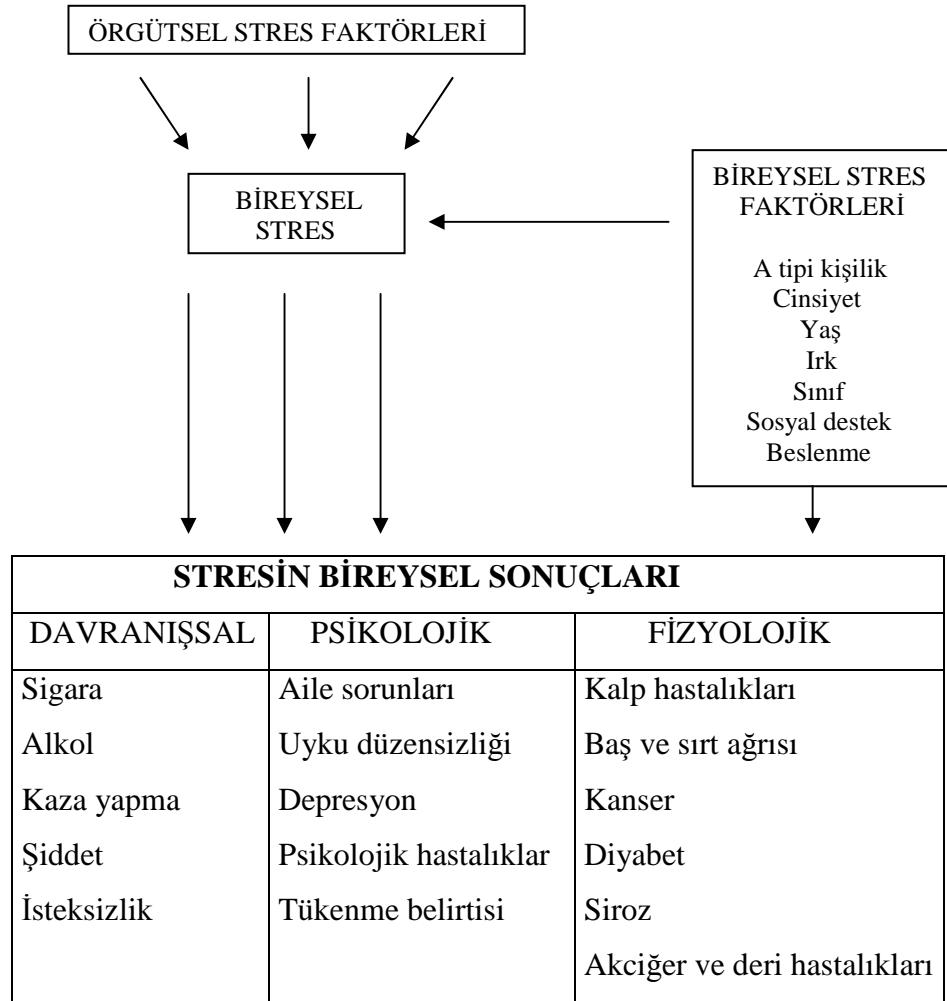 ÖRGÜTSEL STRES FAKTÖRLERİ
BİREYSEL
STRES
BİREYSEL STRES
FAKTÖRLERİ
A tipi kişilik
Cinsiyet
Yaş
Irk
Sınıf
Sosyal destek
Beslenme
STRESİN BİREYSEL SONUÇLARI
DAVRANIŞSAL
Sigara
Alkol
Kaza yapma
Şiddet
İsteksizlik
PSİKOLOJİK
Aile sorunları
Uyku düzensizliği
Depresyon
Psikolojik hastalıklar
Tükenme belirtisi
FİZYOLOJİK
Kalp hastalıkları
Baş ve sırt ağrısı
Kanser
Diyabet
Siroz
Akciğer ve deri hastalıkları